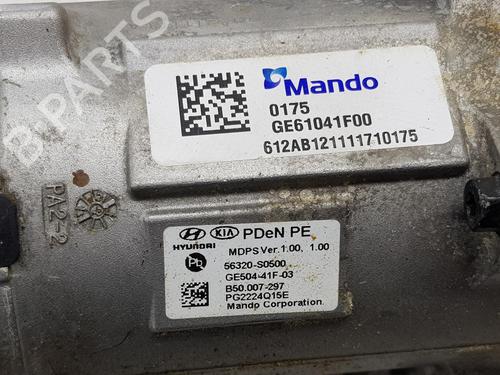 B-PARTS
Mando
0175
GE61041F00
612AB121111710175
PA2-2
HYUNDAI KIA PDeN PE
MDPS Ver. 1.00, 1.00
Pb
56320-S0500
GE504-41F-03
B50.007-297
PG2224Q15E
Mando Corporation.